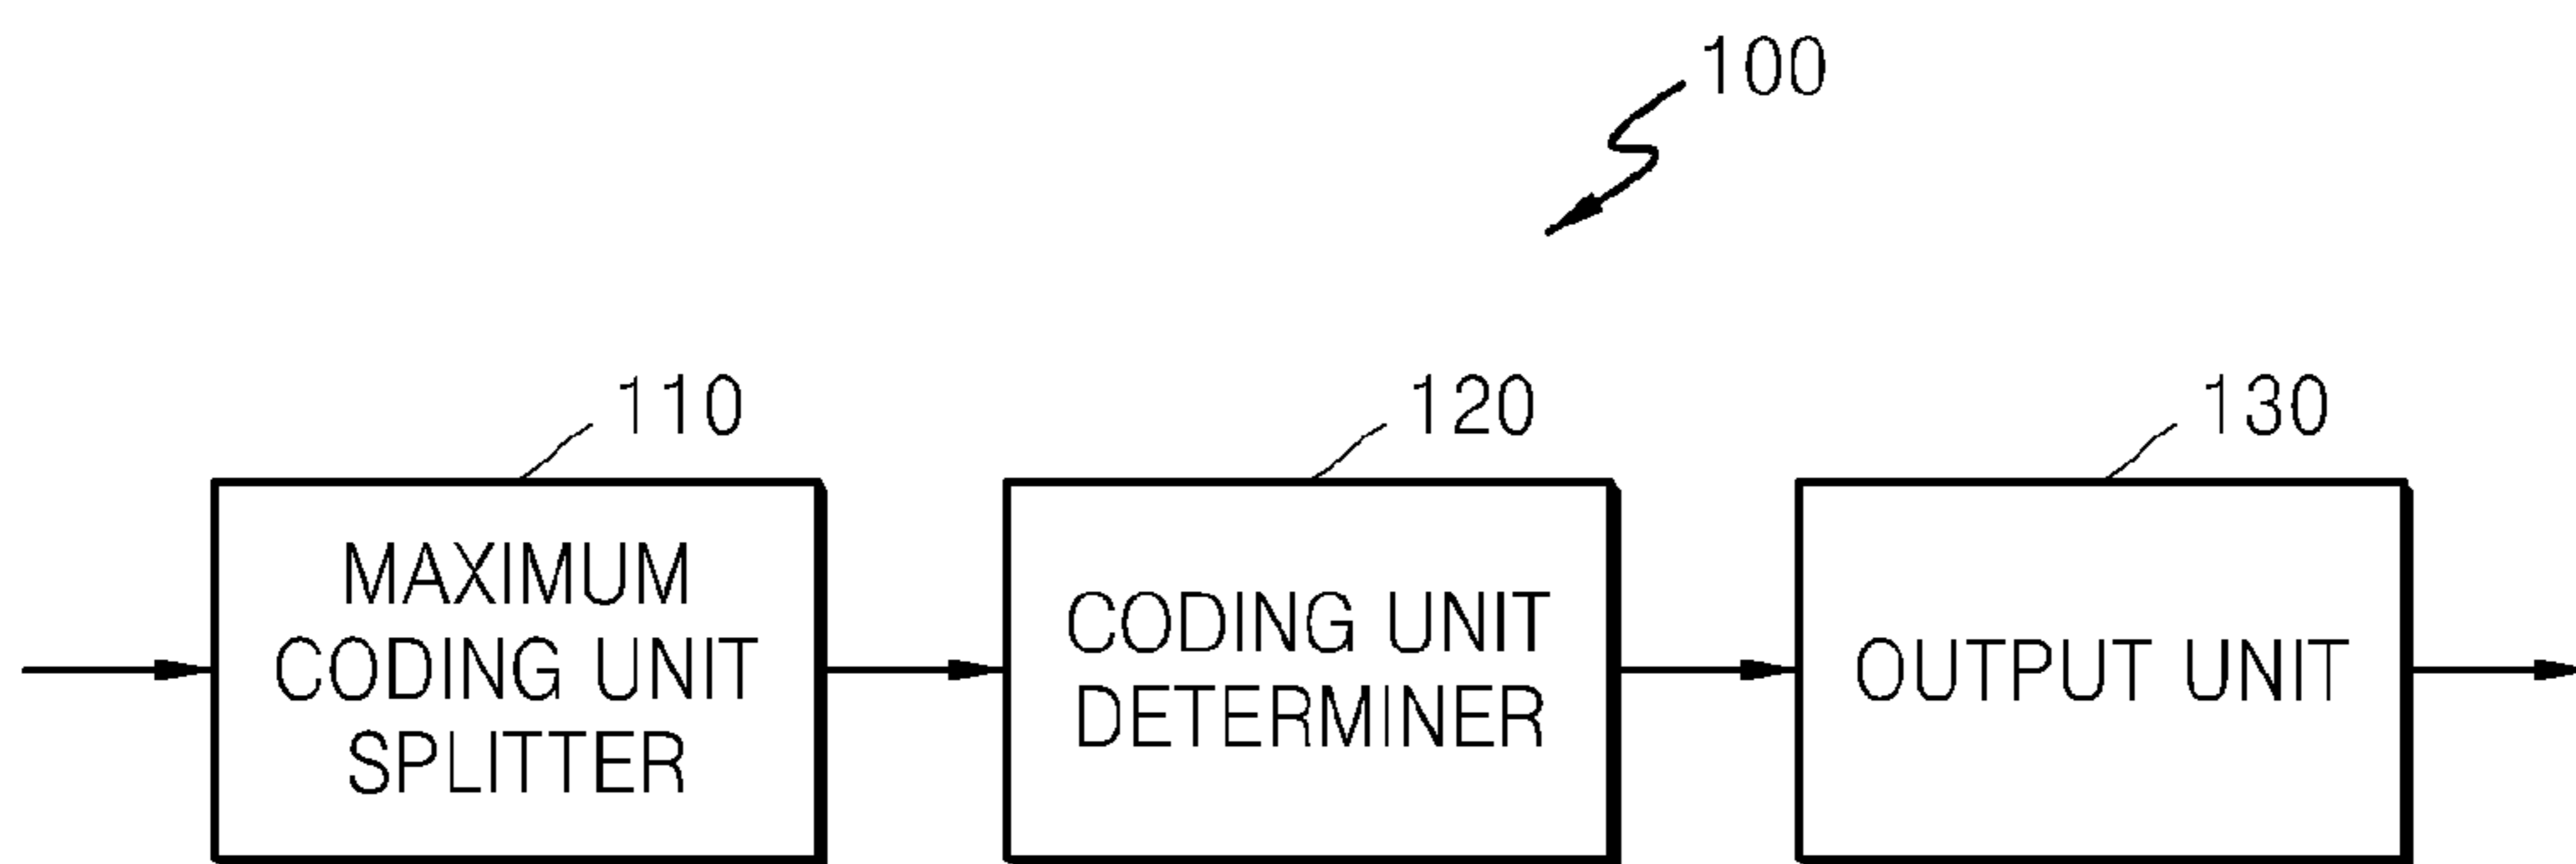 100
110
120
130
MAXIMUM
CODING UNIT
SPLITTER
CODING UNIT
DETERMINER
OUTPUT UNIT